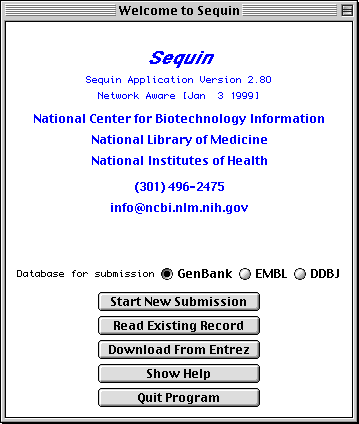 Welcome to Sequin
Sequin
Sequin Application Version 2.80
Network Aware [Jan  3 1999]
National Center for Biotechnology Information
National Library of Medicine
National Institutes of Health
(301) 496-2475
info@ncbi.nlm.nih.gov
Database for submission GenBank EMBL DDBJ
Start New Submission
Read Existing Record
Download From Entrez
Show Help
Quit Program